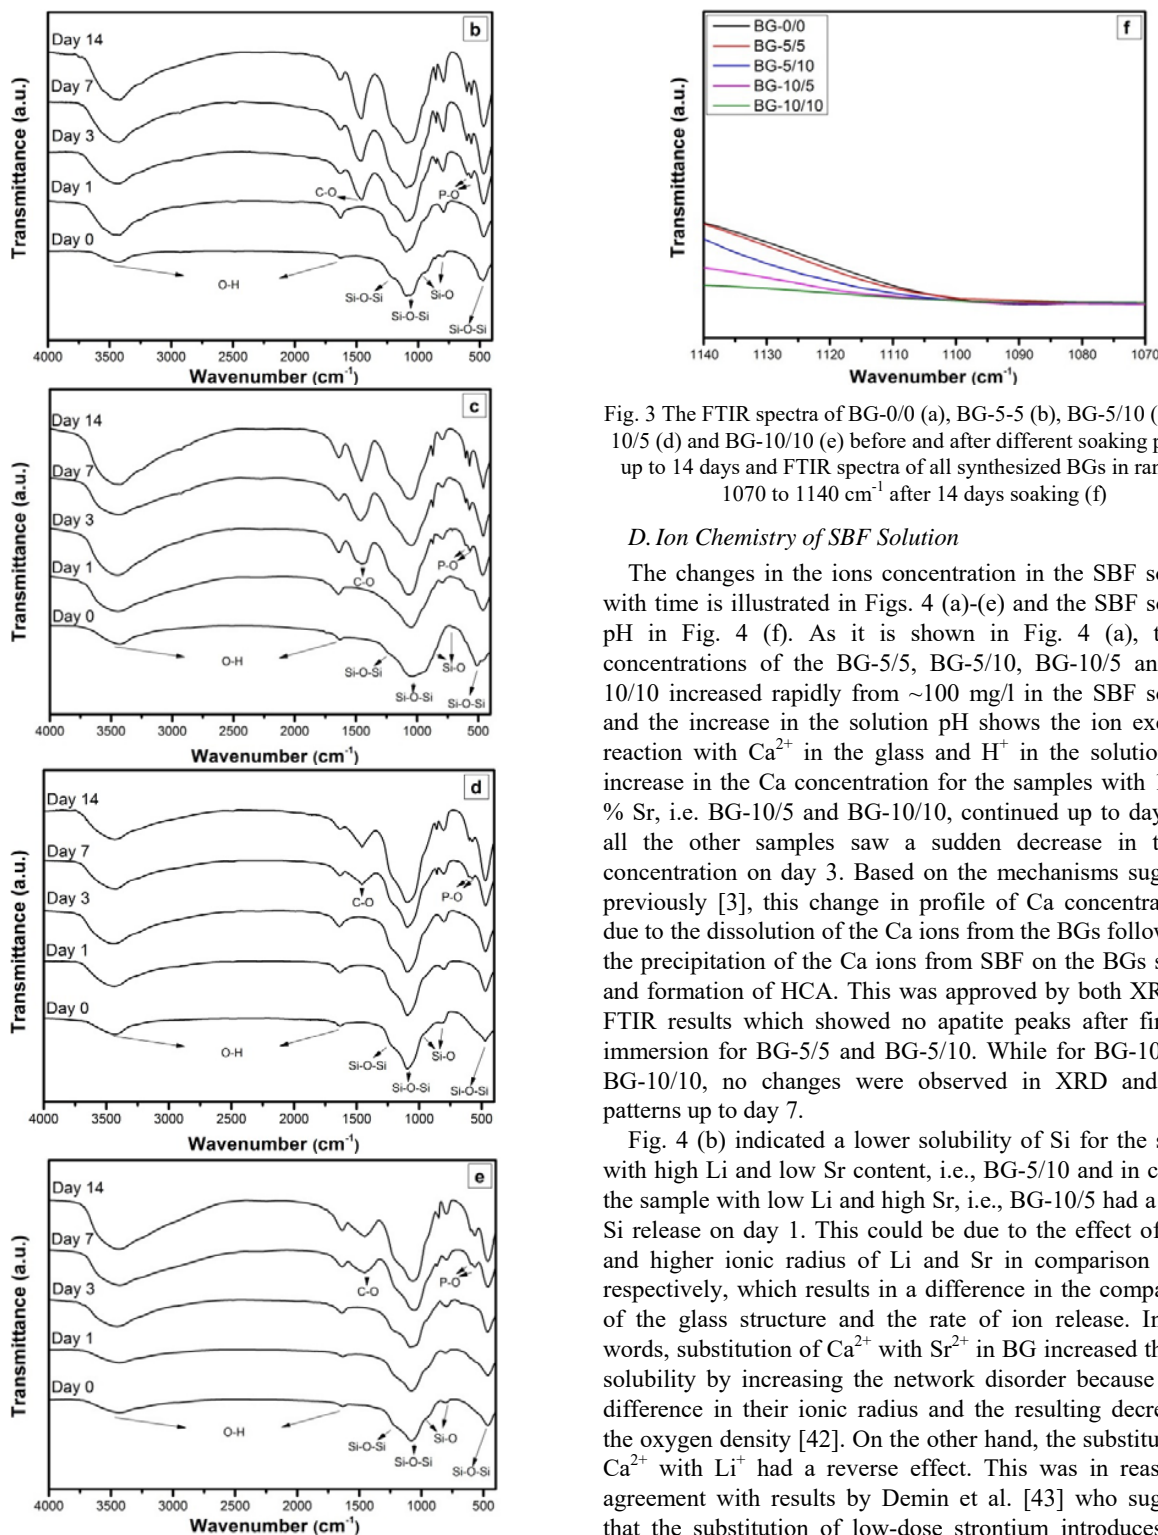 b
Day 14
Day 7
Day 3
Day 1
Day 0
C-O
P-O
O-H
Si-O-Si
Si-O-Si
Si-O
Si-O-Si
Transmittance (a.u.)
4000 3500 3000 2500 2000 1500 1000 500
Wavenumber (cm⁻¹)
c
Day 14
Day 7
Day 3
Day 1
Day 0
C-O
P-O
O-H
Si-O-Si
Si-O-Si
Si-O
Si-O-Si
Transmittance (a.u.)
4000 3500 3000 2500 2000 1500 1000 500
Wavenumber (cm⁻¹)
d
Day 14
Day 7
Day 3
Day 1
Day 0
C-O
P-O
O-H
Si-O-Si
Si-O-Si
Si-O
Si-O-Si
Transmittance (a.u.)
4000 3500 3000 2500 2000 1500 1000 500
Wavenumber (cm⁻¹)
e
Day 14
Day 7
Day 3
Day 1
Day 0
C-O
P-O
O-H
Si-O-Si
Si-O-Si
Si-O
Si-O-Si
Transmittance (a.u.)
4000 3500 3000 2500 2000 1500 1000 500
Wavenumber (cm⁻¹)
f
BG-0/0
BG-5/5
BG-5/10
BG-10/5
BG-10/10
Transmittance (a.u.)
1140 1130 1120 1110 1100 1090 1080 1070
Wavenumber (cm⁻¹)
Fig. 3 The FTIR spectra of BG-0/0 (a), BG-5-5 (b), BG-5/10 (
10/5 (d) and BG-10/10 (e) before and after different soaking p
up to 14 days and FTIR spectra of all synthesized BGs in ran
1070 to 1140 cm⁻¹ after 14 days soaking (f)
D. Ion Chemistry of SBF Solution
The changes in the ions concentration in the SBF so
with time is illustrated in Figs. 4 (a)-(e) and the SBF so
pH in Fig. 4 (f). As it is shown in Fig. 4 (a), t
concentrations of the BG-5/5, BG-5/10, BG-10/5 an
10/10 increased rapidly from ~100 mg/l in the SBF so
and the increase in the solution pH shows the ion exc
reaction with Ca²⁺ in the glass and H⁺ in the solution
increase in the Ca concentration for the samples with
% Sr, i.e. BG-10/5 and BG-10/10, continued up to day
all the other samples saw a sudden decrease in t
concentration on day 3. Based on the mechanisms sug
previously [3], this change in profile of Ca concentra
due to the dissolution of the Ca ions from the BGs follow
the precipitation of the Ca ions from SBF on the BGs s
and formation of HCA. This was approved by both XR
FTIR results which showed no apatite peaks after fir
immersion for BG-5/5 and BG-5/10. While for BG-10
BG-10/10, no changes were observed in XRD and
patterns up to day 7.
Fig. 4 (b) indicated a lower solubility of Si for the s
with high Li and low Sr content, i.e., BG-5/10 and in c
the sample with low Li and high Sr, i.e., BG-10/5 had a
Si release on day 1. This could be due to the effect of
and higher ionic radius of Li and Sr in comparison
respectively, which results in a difference in the compa
of the glass structure and the rate of ion release. In
words, substitution of Ca²⁺ with Sr²⁺ in BG increased th
solubility by increasing the network disorder because
difference in their ionic radius and the resulting decre
the oxygen density [42]. On the other hand, the substitu
Ca²⁺ with Li⁺ had a reverse effect. This was in reas
agreement with results by Demin et al. [43] who sug
that the substitution of low-dose strontium introduces